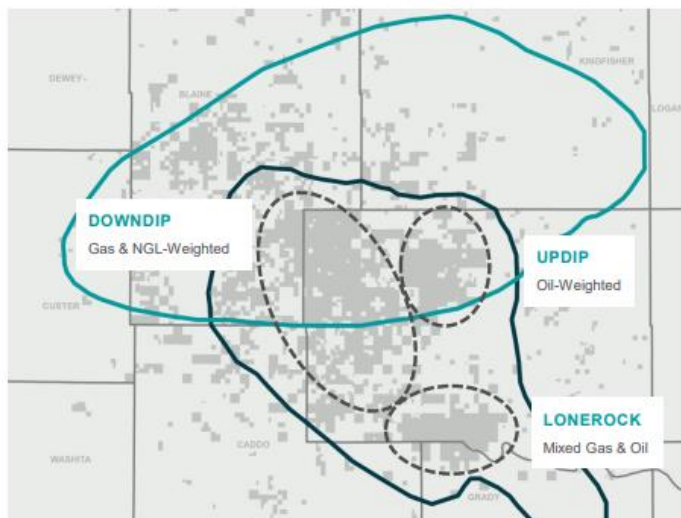 KINGFISHER
DEWEY
BLAINE
LOGAN
DOWNDIP
Gas & NGL-Weighted
UPDIP
Oil-Weighted
CUSTER
LONEROCK
Mixed Gas & Oil
CADDO
WASHITA
GRADY